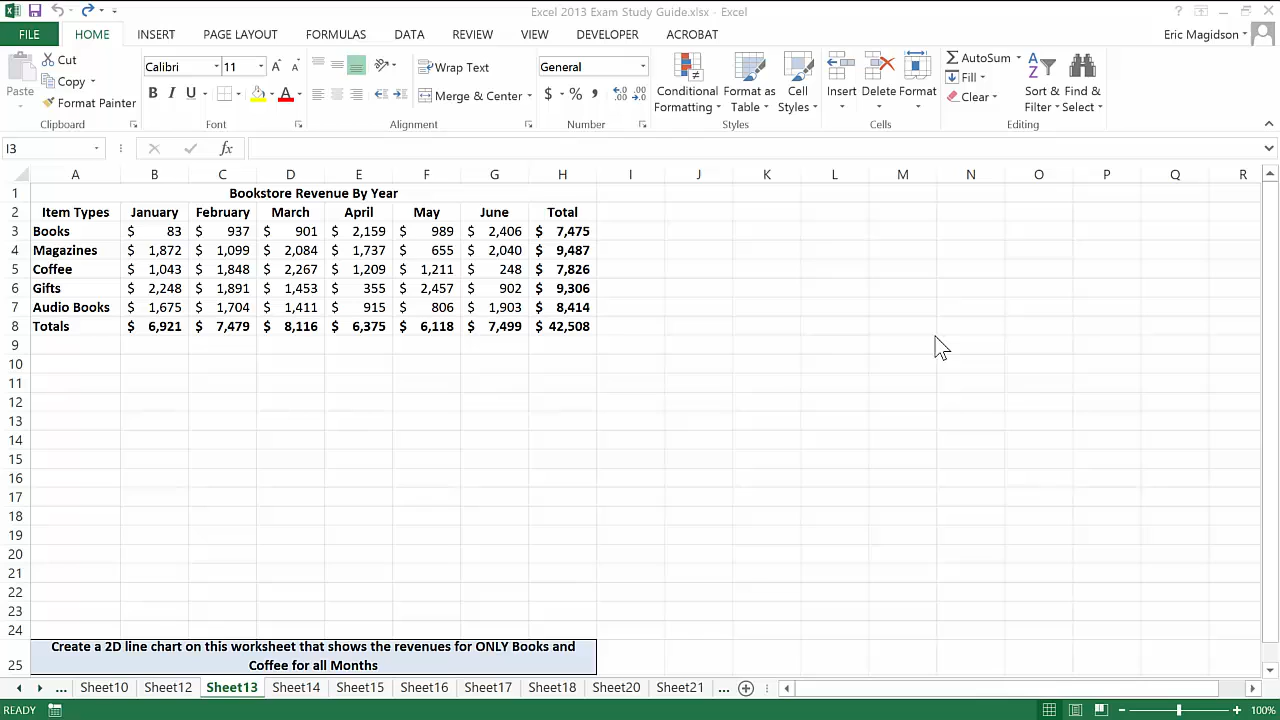 Excel 2013 Exam Study Guide.xlsx - Excel
FILE HOME INSERT PAGE LAYOUT FORMULAS DATA REVIEW VIEW DEVELOPER ACROBAT Eric Magidson
Paste
Cut
Copy
Format Painter
Clipboard
Calibri 11
B I U A
Font
Wrap Text
Merge & Center
Alignment
General
$ % ,
Number
Conditional
Formatting
Format as
Table
Cell
Styles
Styles
Insert Delete Format
Cells
AutoSum
Fill
Clear
Sort &
Filter
Find &
Select
Editing
I3 fx
A B C D E F G H I J K L M N O P Q R
1 Bookstore Revenue By Year
2 Item Types January February March April May June Total
3 Books $ 83 $ 937 $ 901 $ 2,159 $ 989 $ 2,406 $ 7,475
4 Magazines $ 1,872 $ 1,099 $ 2,084 $ 1,737 $ 655 $ 2,040 $ 9,487
5 Coffee $ 1,043 $ 1,848 $ 2,267 $ 1,209 $ 1,211 $ 248 $ 7,826
6 Gifts $ 2,248 $ 1,891 $ 1,453 $ 355 $ 2,457 $ 902 $ 9,306
7 Audio Books $ 1,675 $ 1,704 $ 1,411 $ 915 $ 806 $ 1,903 $ 8,414
8 Totals $ 6,921 $ 7,479 $ 8,116 $ 6,375 $ 6,118 $ 7,499 $ 42,508
9
10
11
12
13
14
15
16
17
18
19
20
21
22
23
24
Create a 2D line chart on this worksheet that shows the revenues for ONLY Books and
25 Coffee for all Months
... Sheet10 Sheet12 Sheet13 Sheet14 Sheet15 Sheet16 Sheet17 Sheet18 Sheet20 Sheet21 ...
READY 100%